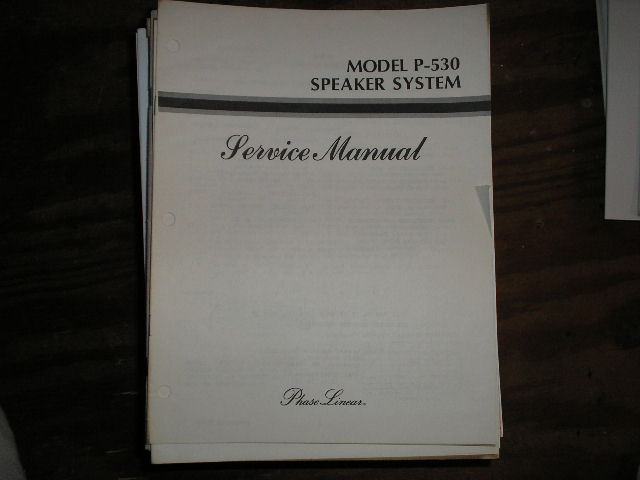 MODEL P-530
SPEAKER SYSTEM
Service Manual
Phase Linear